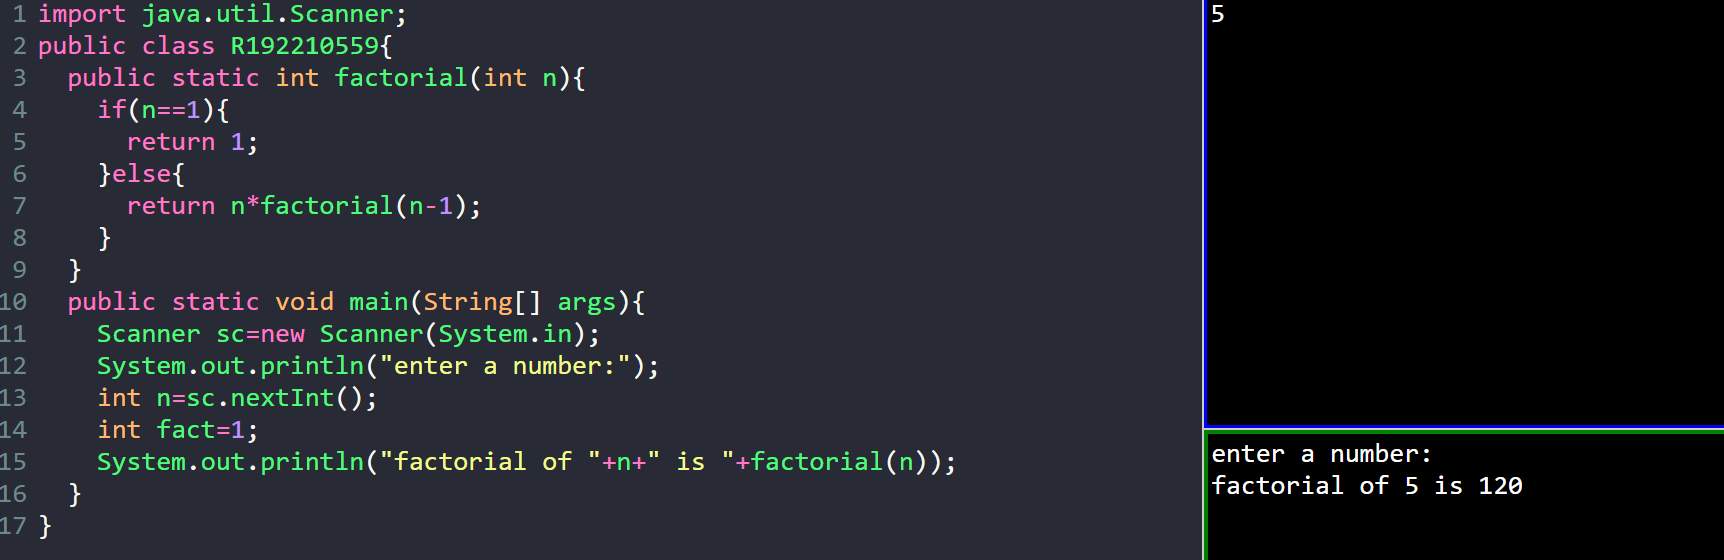 1 import java.util.Scanner;
2 public class R192210559{
3   public static int factorial(int n){
4     if(n==1){
5       return 1;
6     }else{
7       return n*factorial(n-1);
8     }
9   }
10   public static void main(String[] args){
11     Scanner sc=new Scanner(System.in);
12     System.out.println("enter a number:");
13     int n=sc.nextInt();
14     int fact=1;
15     System.out.println("factorial of "+n+" is "+factorial(n));
16   }
17 }
5
enter a number:
factorial of 5 is 120